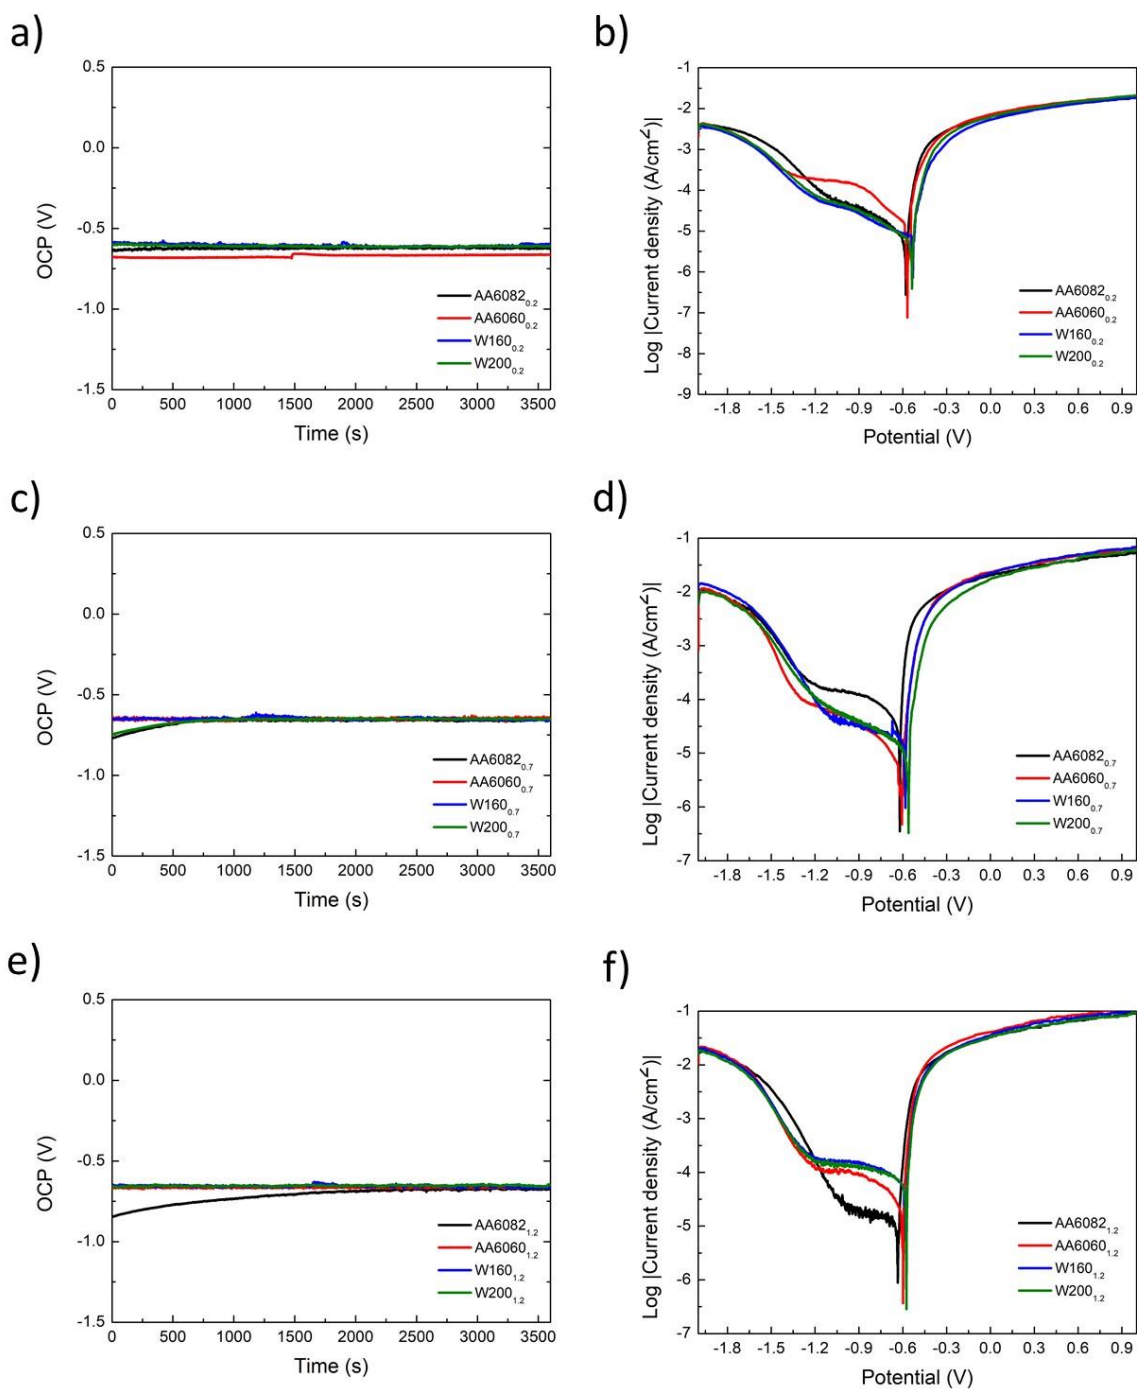 a)
0.5
0.0
-0.5
-1.0
-1.5
OCP (V)
0 500 1000 1500 2000 2500 3000 3500
Time (s)
AA60820.2
AA60600.2
W1600.2
W2000.2
b)
-1
-2
-3
-4
-5
-6
-7
-8
-9
Log |Current density (A/cm2)|
-1.8 -1.5 -1.2 -0.9 -0.6 -0.3 0.0 0.3 0.6 0.9
Potential (V)
AA60820.2
AA60600.2
W1600.2
W2000.2
c)
0.5
0.0
-0.5
-1.0
-1.5
OCP (V)
0 500 1000 1500 2000 2500 3000 3500
Time (s)
AA60820.7
AA60600.7
W1600.7
W2000.7
d)
-1
-2
-3
-4
-5
-6
-7
Log |Current density (A/cm2)|
-1.8 -1.5 -1.2 -0.9 -0.6 -0.3 0.0 0.3 0.6 0.9
Potential (V)
AA60820.7
AA60600.7
W1600.7
W2000.7
e)
0.5
0.0
-0.5
-1.0
-1.5
OCP (V)
0 500 1000 1500 2000 2500 3000 3500
Time (s)
AA60821.2
AA60601.2
W1601.2
W2001.2
f)
-1
-2
-3
-4
-5
-6
-7
Log |Current density (A/cm2)|
-1.8 -1.5 -1.2 -0.9 -0.6 -0.3 0.0 0.3 0.6 0.9
Potential (V)
AA60821.2
AA60601.2
W1601.2
W2001.2